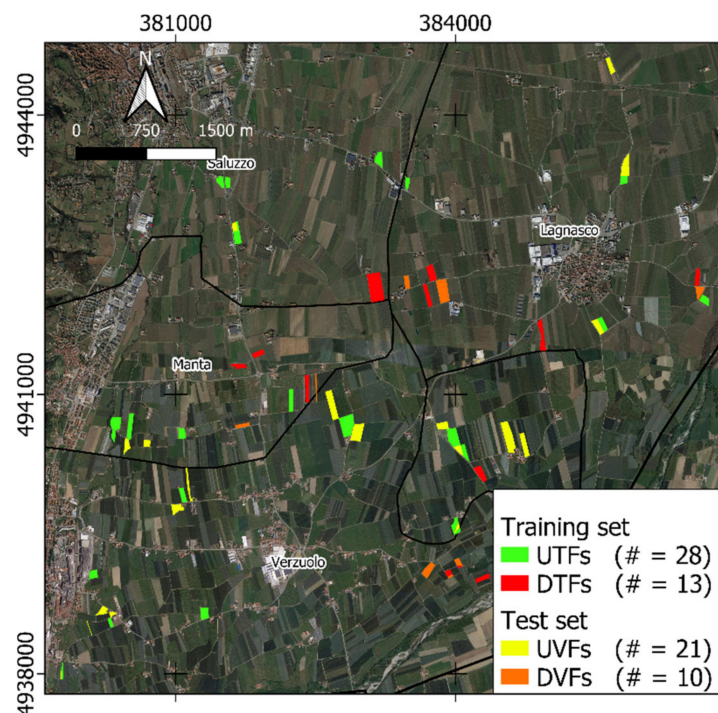 381000 384000
N
4944000
0 750 1500 m
Saluzzo
Lagnasco
Manta
4941000
Verzuolo
Training set
UTFs (# = 28)
DTFs (# = 13)
Test set
UVFs (# = 21)
DVFs (# = 10)
4938000